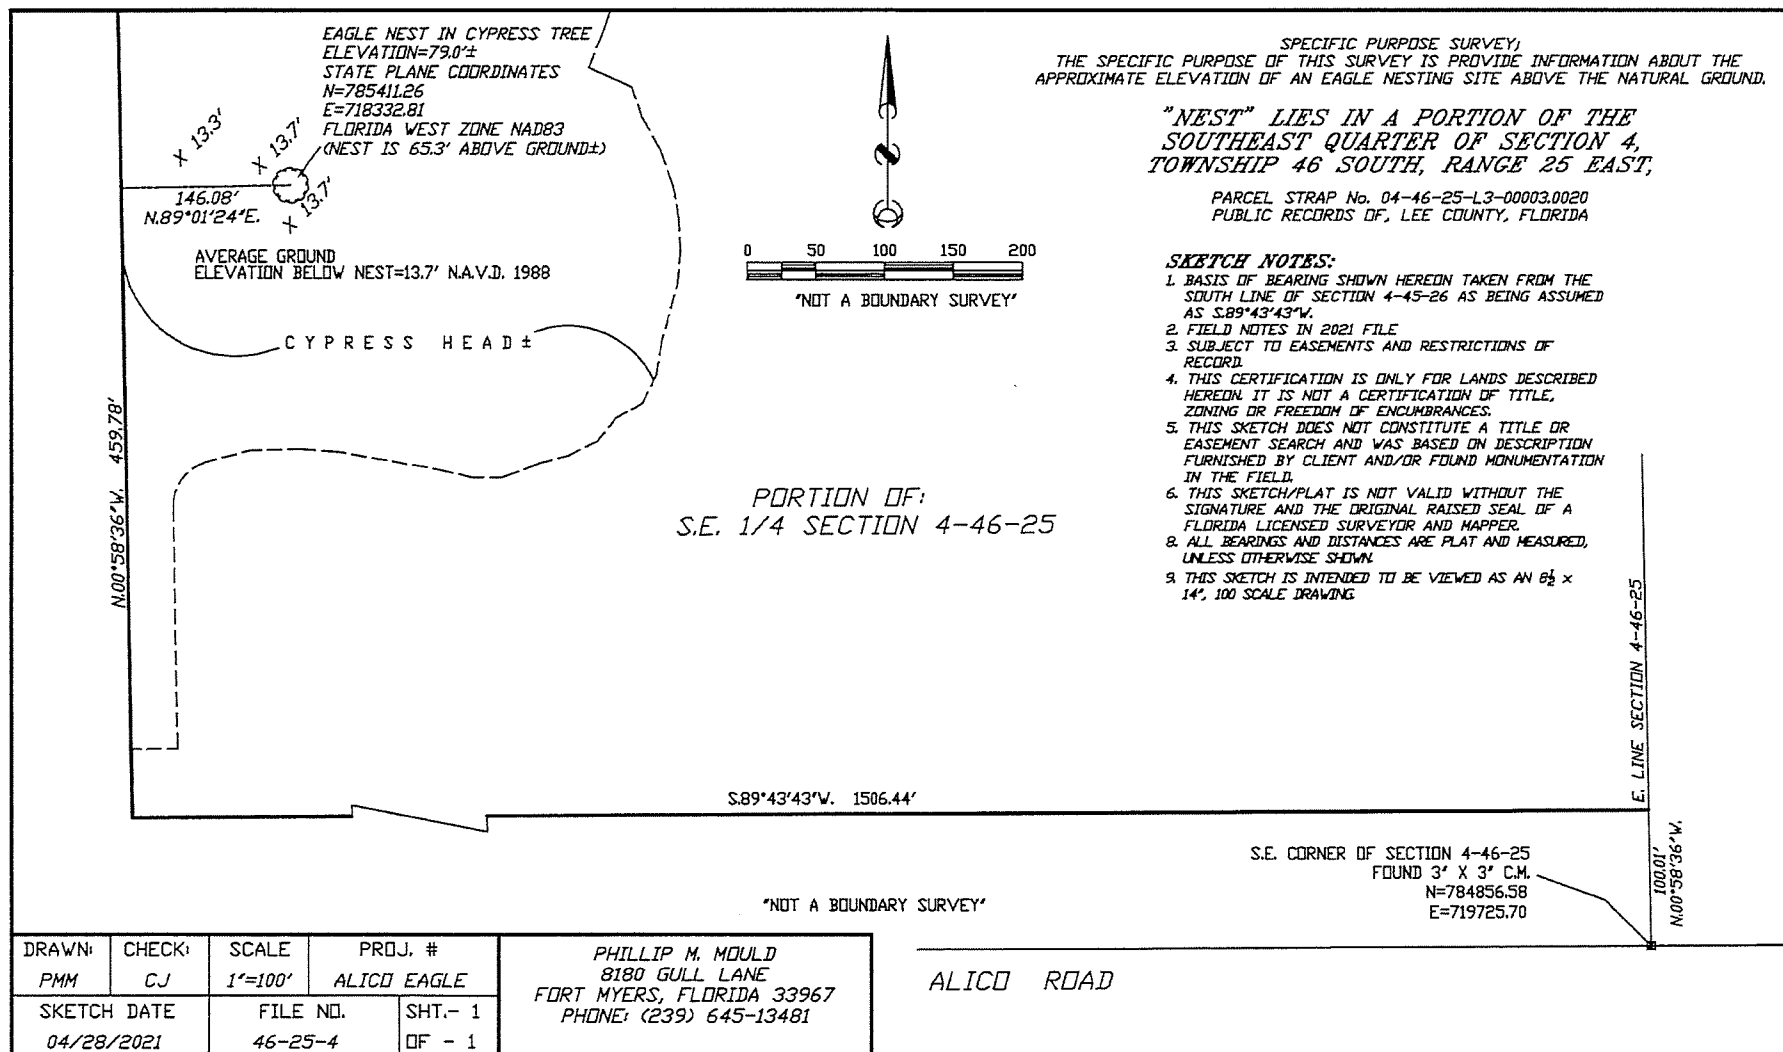 EAGLE NEST IN CYPRESS TREE
ELEVATION=79.0'±
STATE PLANE COORDINATES
N=785411.26
E=718332.81
FLORIDA WEST ZONE NAD83
(NEST IS 65.3' ABOVE GROUND±)
X 13.3'
X 13.7'
X 13.7'
146.08'
N.89°01'24"E.
AVERAGE GROUND
ELEVATION BELOW NEST=13.7' N.A.V.D. 1988
CYPRESS HEAD±
N.00°58'36"W. 459.78'
0 50 100 150 200
"NOT A BOUNDARY SURVEY"
SPECIFIC PURPOSE SURVEY;
THE SPECIFIC PURPOSE OF THIS SURVEY IS PROVIDE INFORMATION ABOUT THE
APPROXIMATE ELEVATION OF AN EAGLE NESTING SITE ABOVE THE NATURAL GROUND.
"NEST" LIES IN A PORTION OF THE
SOUTHEAST QUARTER OF SECTION 4,
TOWNSHIP 46 SOUTH, RANGE 25 EAST,
PARCEL STRAP No. 04-46-25-L3-00003.0020
PUBLIC RECORDS OF, LEE COUNTY, FLORIDA
SKETCH NOTES:
1. BASIS OF BEARING SHOWN HEREON TAKEN FROM THE
SOUTH LINE OF SECTION 4-45-26 AS BEING ASSUMED
AS S.89°43'43"W.
2. FIELD NOTES IN 2021 FILE
3. SUBJECT TO EASEMENTS AND RESTRICTIONS OF
RECORD.
4. THIS CERTIFICATION IS ONLY FOR LANDS DESCRIBED
HEREON. IT IS NOT A CERTIFICATION OF TITLE,
ZONING OR FREEDOM OF ENCUMBRANCES.
5. THIS SKETCH DOES NOT CONSTITUTE A TITLE OR
EASEMENT SEARCH AND WAS BASED ON DESCRIPTION
FURNISHED BY CLIENT AND/OR FOUND MONUMENTATION
IN THE FIELD.
6. THIS SKETCH/PLAT IS NOT VALID WITHOUT THE
SIGNATURE AND THE ORIGINAL RAISED SEAL OF A
FLORIDA LICENSED SURVEYOR AND MAPPER.
8. ALL BEARINGS AND DISTANCES ARE PLAT AND MEASURED,
UNLESS OTHERWISE SHOWN.
9. THIS SKETCH IS INTENDED TO BE VIEWED AS AN 8½ x
14", 100 SCALE DRAWING.
PORTION OF:
S.E. 1/4 SECTION 4-46-25
E. LINE SECTION 4-46-25
S.89°43'43"W. 1506.44'
S.E. CORNER OF SECTION 4-46-25
FOUND 3" X 3" C.M.
N=784856.58
E=719725.70
100.01'
N.00°58'36"W.
"NOT A BOUNDARY SURVEY"
ALICO ROAD
DRAWN: CHECK: SCALE PROJ. #
PMM CJ 1"=100' ALICO EAGLE
SKETCH DATE FILE NO. SHT.- 1
04/28/2021 46-25-4 OF - 1
PHILLIP M. MOULD
8180 GULL LANE
FORT MYERS, FLORIDA 33967
PHONE: (239) 645-13481